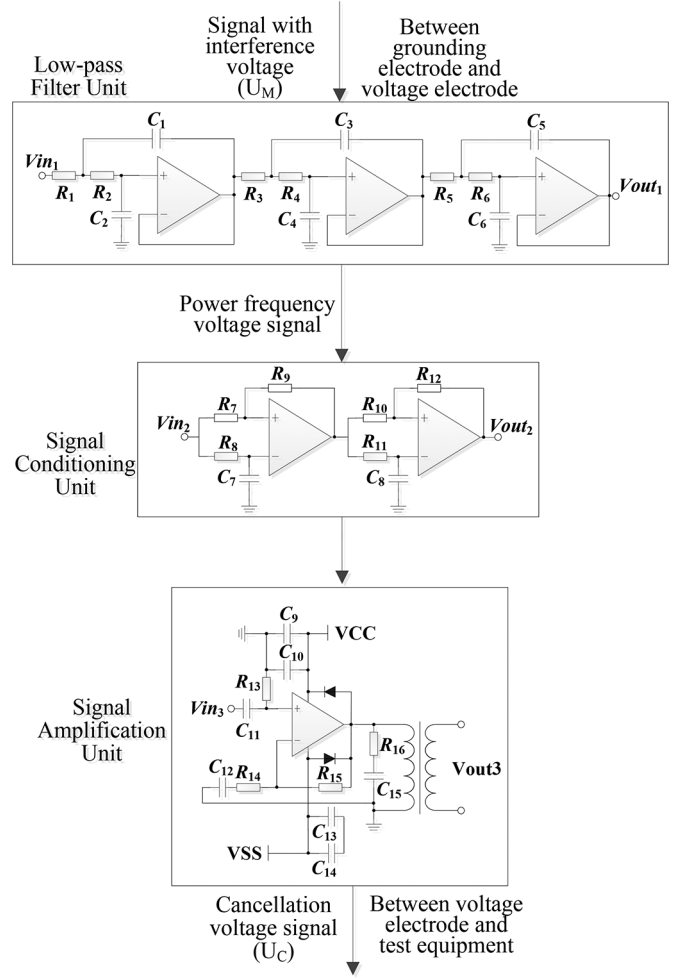 Signal with
interference
voltage
(U_M)
Between
grounding
electrode and
voltage electrode
Low-pass
Filter Unit
C1
C3
C5
Vin1
R1
R2
C2
+
−
R3
R4
C4
+
−
R5
R6
C6
+
−
Vout1
Power frequency
voltage signal
R9
R12
Vin2
R7
R8
C7
+
−
R10
R11
C8
+
−
Vout2
Signal
Conditioning
Unit
C9
VCC
C10
R13
Vin3
C11
+
−
Signal
Amplification
Unit
R16
C12
R14
R15
C15
Vout3
C13
VSS
C14
Cancellation
voltage signal
(U_C)
Between voltage
electrode and
test equipment